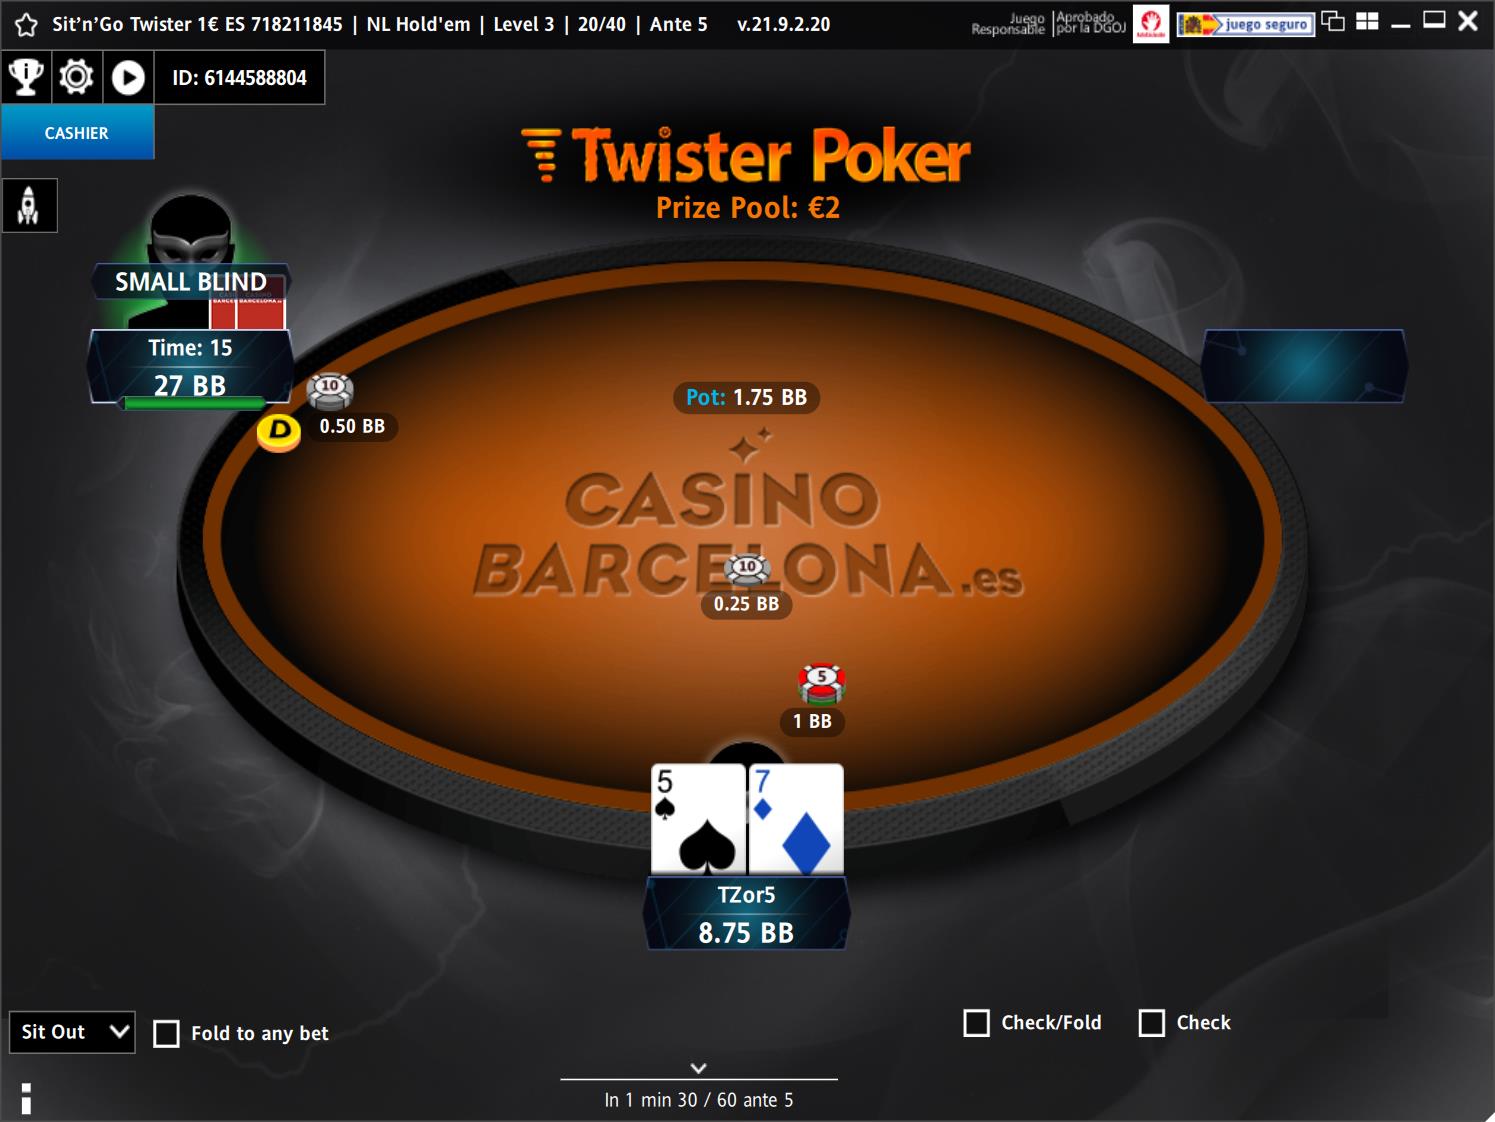 Sit'n'Go Twister 1€ ES 718211845 | NL Hold'em | Level 3 | 20/40 | Ante 5 v.21.9.2.20
Juego Responsable
Aprobado por la DGOJ
juego seguro
ID: 6144588804
CASHIER
Twister Poker
Prize Pool: €2
SMALL BLIND
BARCELONA
Time: 15
27 BB
10
D
0.50 BB
Pot: 1.75 BB
CASINO
BARCELONA.es
10
0.25 BB
5
1 BB
5
7
TZor5
8.75 BB
Sit Out
Fold to any bet
Check/Fold
Check
In 1 min 30 / 60 ante 5